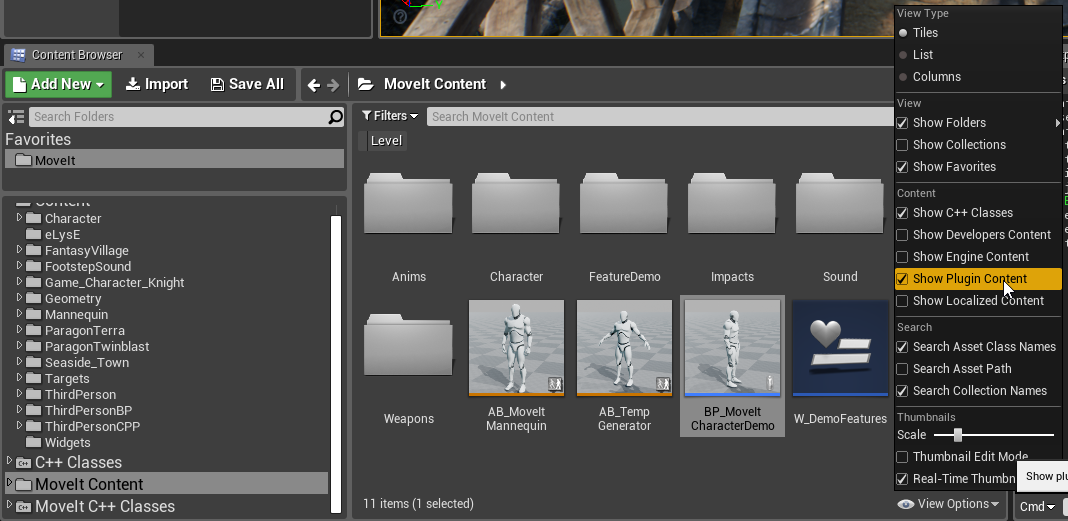 Content Browser
Add New
Import
Save All
MoveIt Content
Search Folders
Favorites
MoveIt
Content
Character
eLysE
FantasyVillage
FootstepSound
Game_Character_Knight
Geometry
Mannequin
ParagonTerra
ParagonTwinblast
Seaside_Town
Targets
ThirdPerson
ThirdPersonBP
ThirdPersonCPP
Widgets
C++ Classes
MoveIt Content
MoveIt C++ Classes
Filters
Search MoveIt Content
Level
Anims
Character
FeatureDemo
Impacts
Sound
Weapons
AB_MoveIt
Mannequin
AB_Temp
Generator
BP_MoveIt
CharacterDemo
W_DemoFeatures
11 items (1 selected)
View Options
View Type
Tiles
List
Columns
View
Show Folders
Show Collections
Show Favorites
Content
Show C++ Classes
Show Developers Content
Show Engine Content
Show Plugin Content
Show Localized Content
Search
Search Asset Class Names
Search Asset Path
Search Collection Names
Thumbnails
Scale
Thumbnail Edit Mode
Real-Time Thumbn
Show plu
Cmd